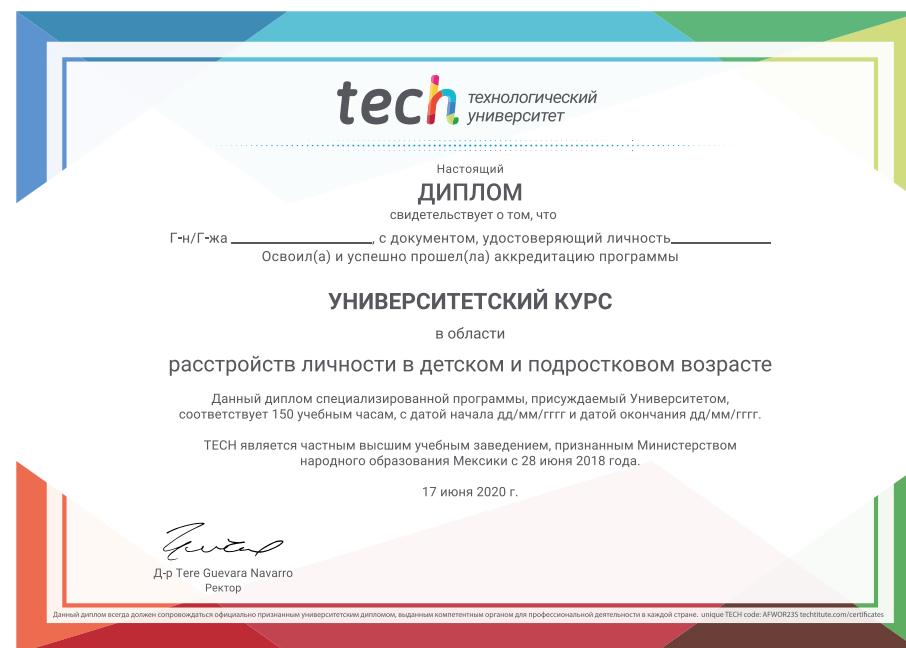 tech технологический
университет
Настоящий
ДИПЛОМ
свидетельствует о том, что
Г-н/Г-жа ____________, с документом, удостоверяющий личность____________
Освоил(а) и успешно прошел(ла) аккредитацию программы
УНИВЕРСИТЕТСКИЙ КУРС
в области
расстройств личности в детском и подростковом возрасте
Данный диплом специализированной программы, присуждаемый Университетом,
соответствует 150 учебным часам, с датой начала дд/мм/гггг и датой окончания дд/мм/гггг.
TECH является частным высшим учебным заведением, признанным Министерством
народного образования Мексики с 28 июня 2018 года.
17 июня 2020 г.
Д-р Tere Guevara Navarro
Ректор
Данный диплом всегда должен сопровождаться официально признанным университетским дипломом, выданным компетентным органом для профессиональной деятельности в каждой стране. unique TECH code: AFWOR23S techtitute.com/certificates